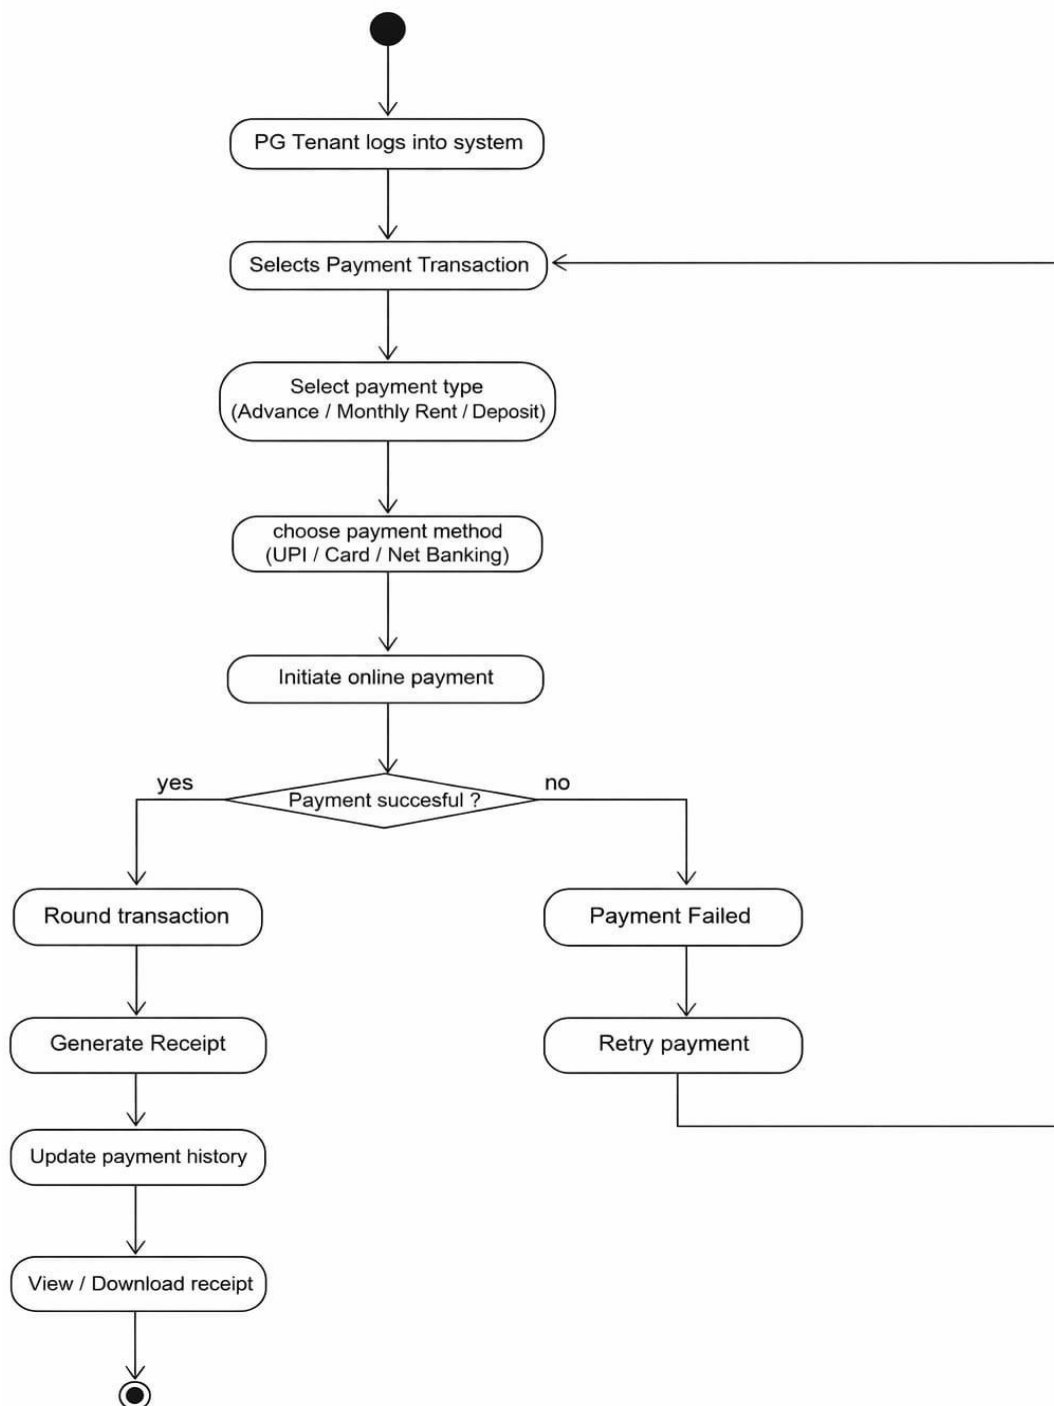 PG Tenant logs into system
Selects Payment Transaction
Select payment type
(Advance / Monthly Rent / Deposit)
choose payment method
(UPI / Card / Net Banking)
Initiate online payment
yes
no
Payment succesful ?
Round transaction
Payment Failed
Generate Receipt
Retry payment
Update payment history
View / Download receipt